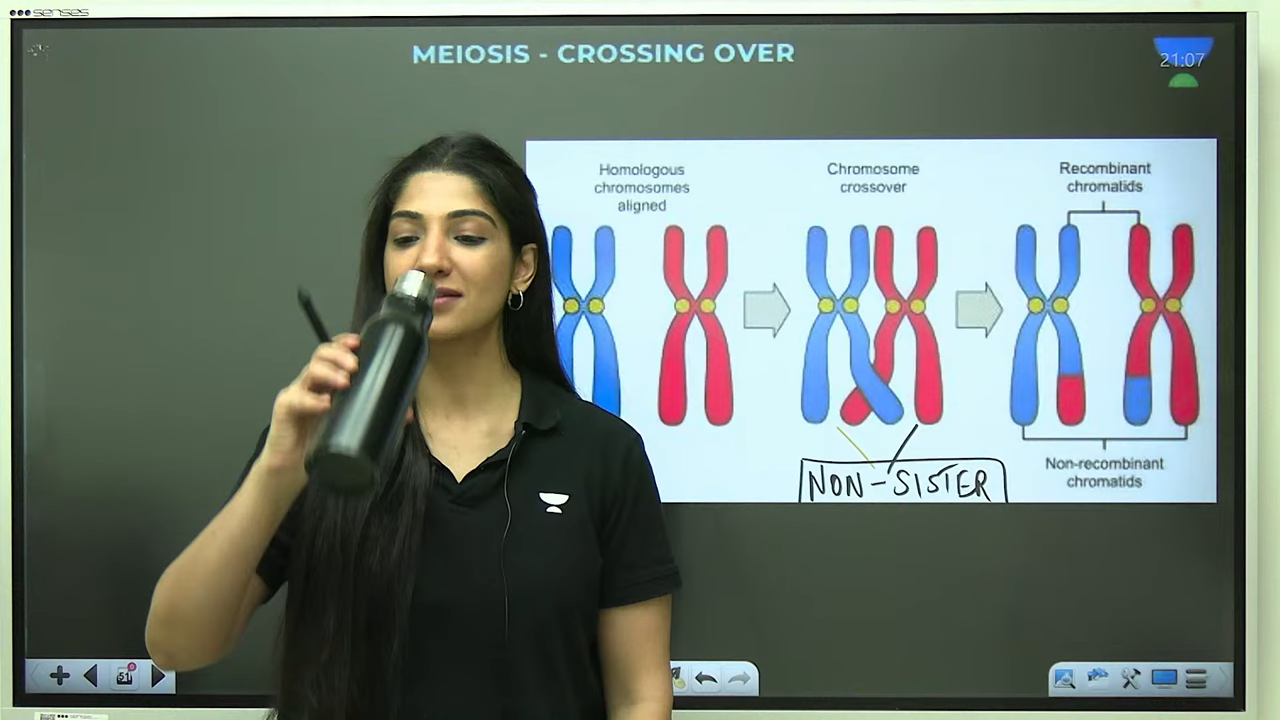 senses
MEIOSIS - CROSSING OVER
21:07
Homologous
chromosomes
aligned
Chromosome
crossover
Recombinant
chromatids
NON-SISTER
Non-recombinant
chromatids
51